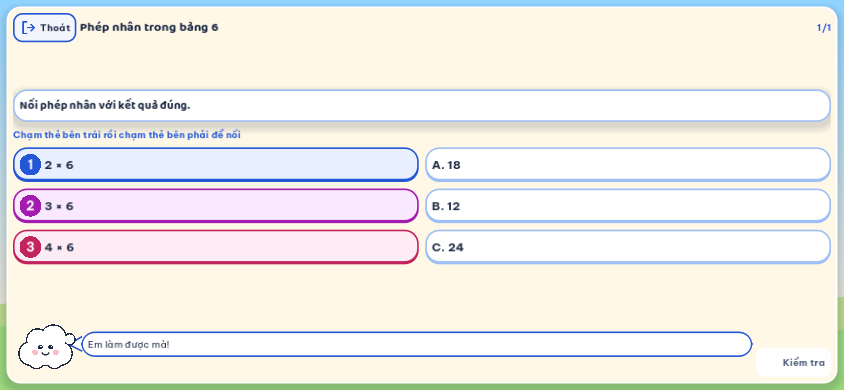 Thoát Phép nhân trong bảng 6 1/1
Nối phép nhân với kết quả đúng.
Chạm thẻ bên trái rồi chạm thẻ bên phải để nối
1 2 × 6 A. 18
2 3 × 6 B. 12
3 4 × 6 C. 24
Em làm được mà!
Kiểm tra